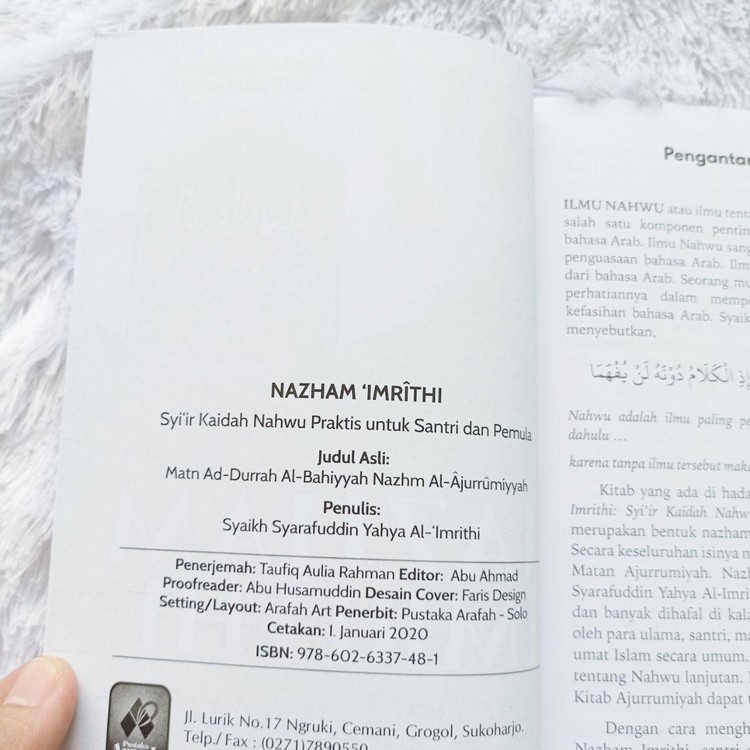 NAZHAM 'IMRÎTHI
Syi'ir Kaidah Nahwu Praktis untuk Santri dan Pemula
Judul Asli:
Matn Ad-Durrah Al-Bahiyyah Nazhm Al-Âjurrûmiyyah
Penulis:
Syaikh Syarafuddin Yahya Al-'Imrithi
Penerjemah: Taufiq Aulia Rahman Editor: Abu Ahmad
Proofreader: Abu Husamuddin Desain Cover: Faris Design
Setting/Layout: Arafah Art Penerbit: Pustaka Arafah - Solo
Cetakan: I. Januari 2020
ISBN: 978-602-6337-48-1
Pustaka
Jl. Lurik No.17 Ngruki, Cemani, Grogol, Sukoharjo.
Telp./ Fax : (0271)7890550
Pengantar
ILMU NAHWU atau ilmu tent
salah satu komponen pentin
bahasa Arab. Ilmu Nahwu sang
penguasaan bahasa Arab. Ilm
dari bahasa Arab. Seorang mu
perhatiannya dalam memp
kefasihan bahasa Arab. Syaik
menyebutkan,
إِذِ الْكَلَامُ دُوْنَهُ لَنْ يُفْهَمَا
Nahwu adalah ilmu paling pe
dahulu ...
karena tanpa ilmu tersebut maka
Kitab yang ada di hada
Imrithi: Syi'ir Kaidah Nahw
merupakan bentuk nazham
Secara keseluruhan isinya m
Matan Ajurrumiyah. Nazh
Syarafuddin Yahya Al-Imri
dan banyak dihafal di kala
oleh para ulama, santri, ma
umat Islam secara umum.
tentang Nahwu lanjutan.
Kitab Ajurrumiyah dapat
Dengan cara mengh
Nazham Imrithi, santri